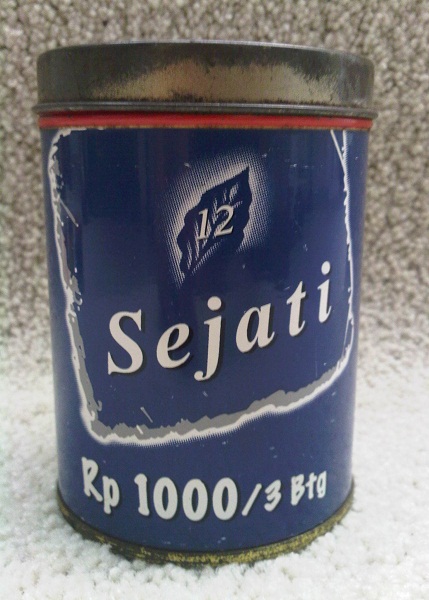 12
Sejati
Rp 1000/3 Btg